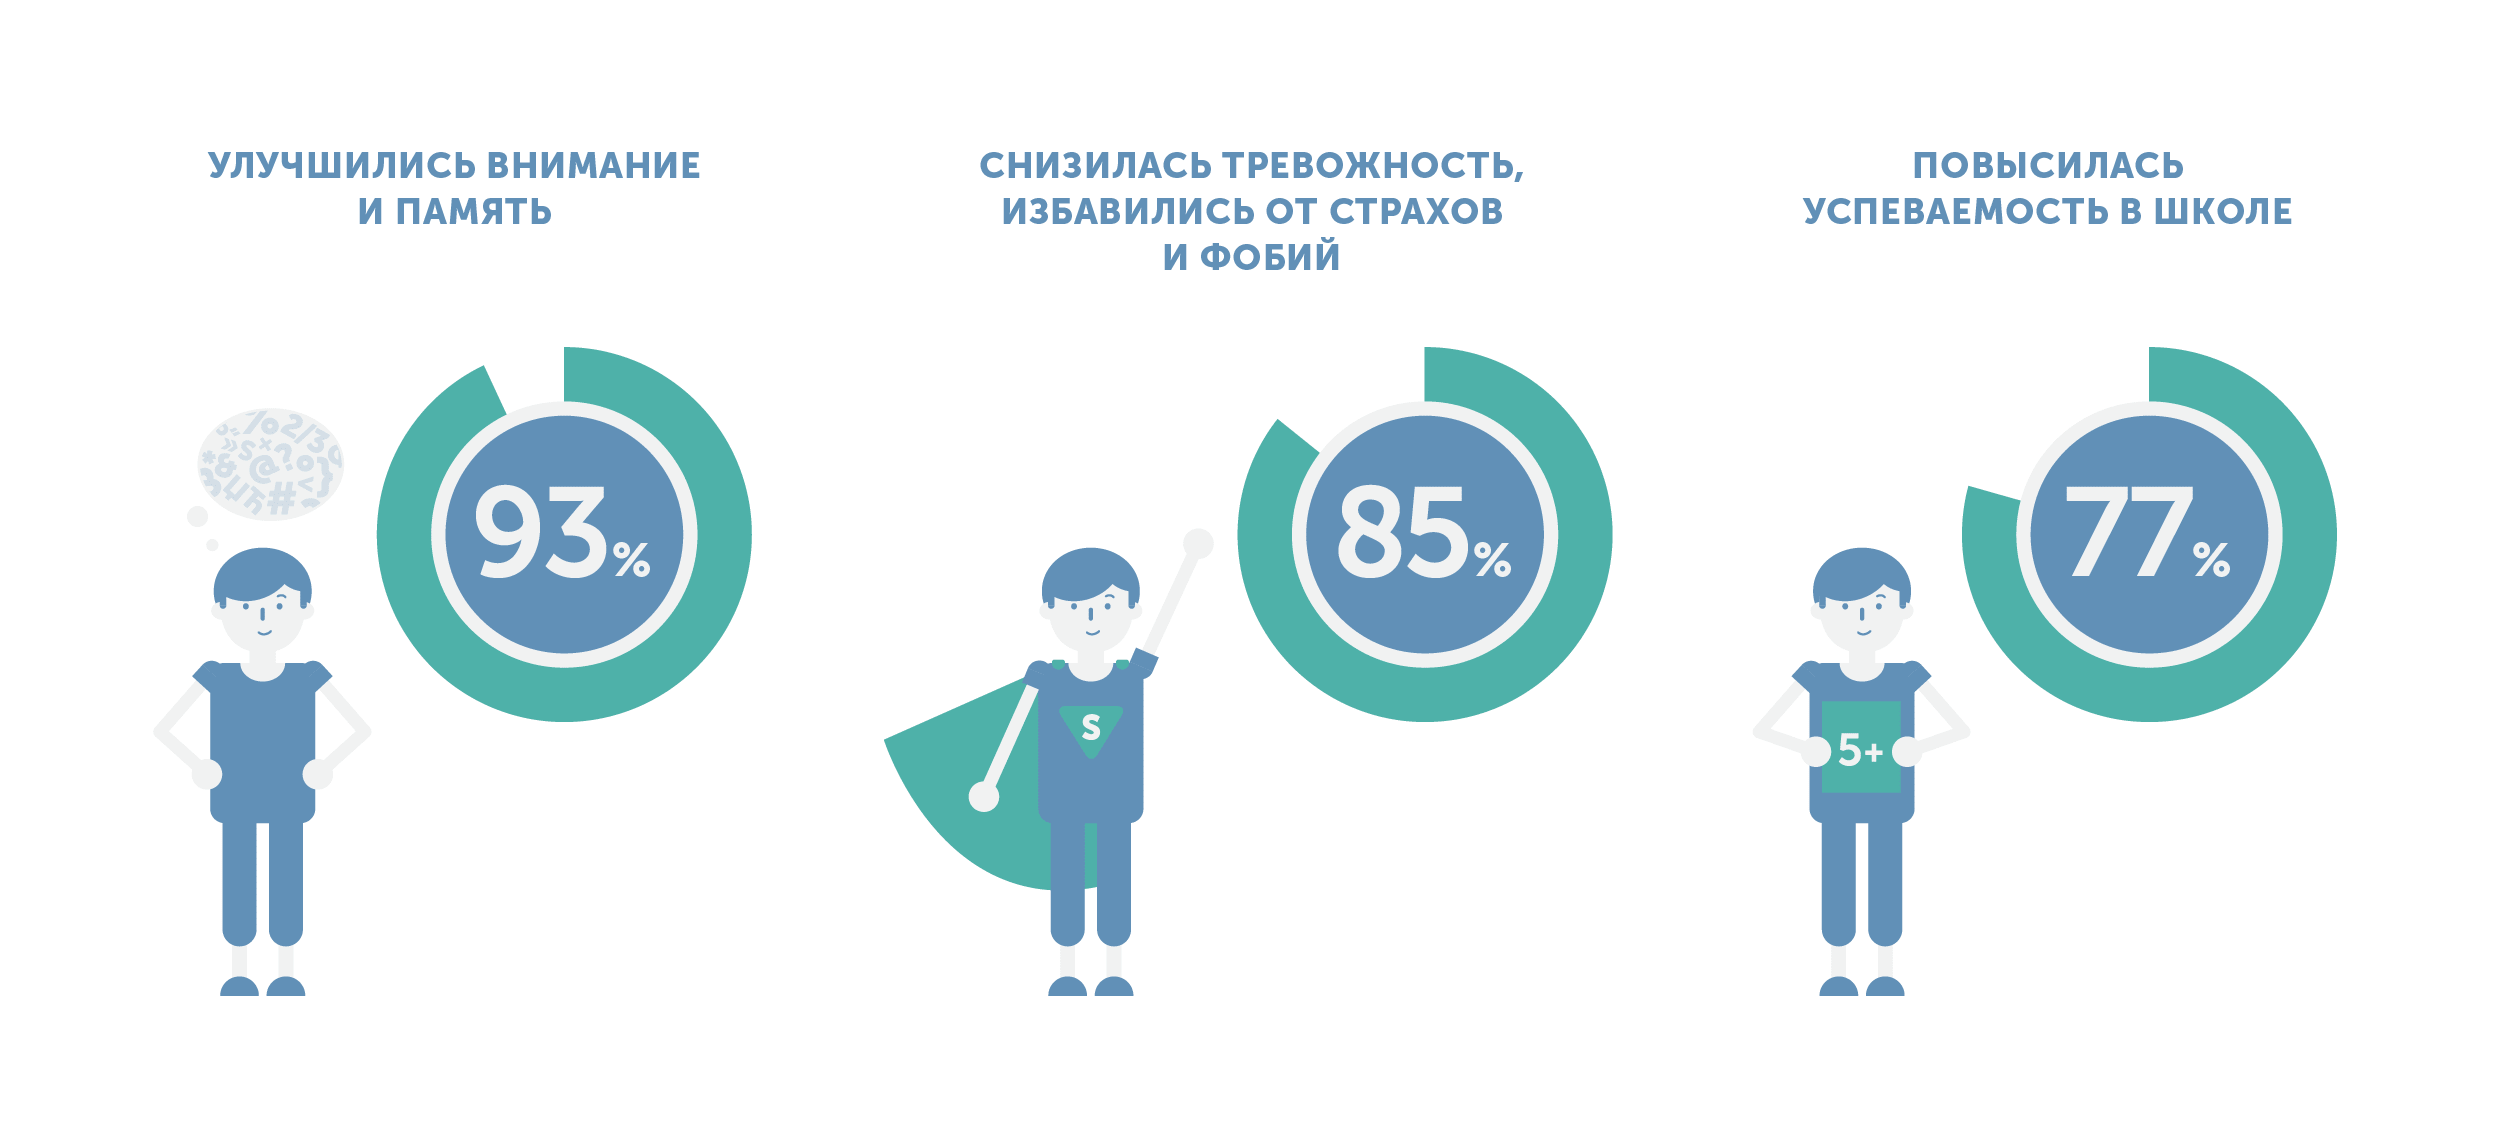 УЛУЧШИЛИСЬ ВНИМАНИЕ
И ПАМЯТЬ
93%
СНИЗИЛАСЬ ТРЕВОЖНОСТЬ,
ИЗБАВИЛИСЬ ОТ СТРАХОВ
И ФОБИЙ
85%
S
ПОВЫСИЛАСЬ
УСПЕВАЕМОСТЬ В ШКОЛЕ
77%
5+